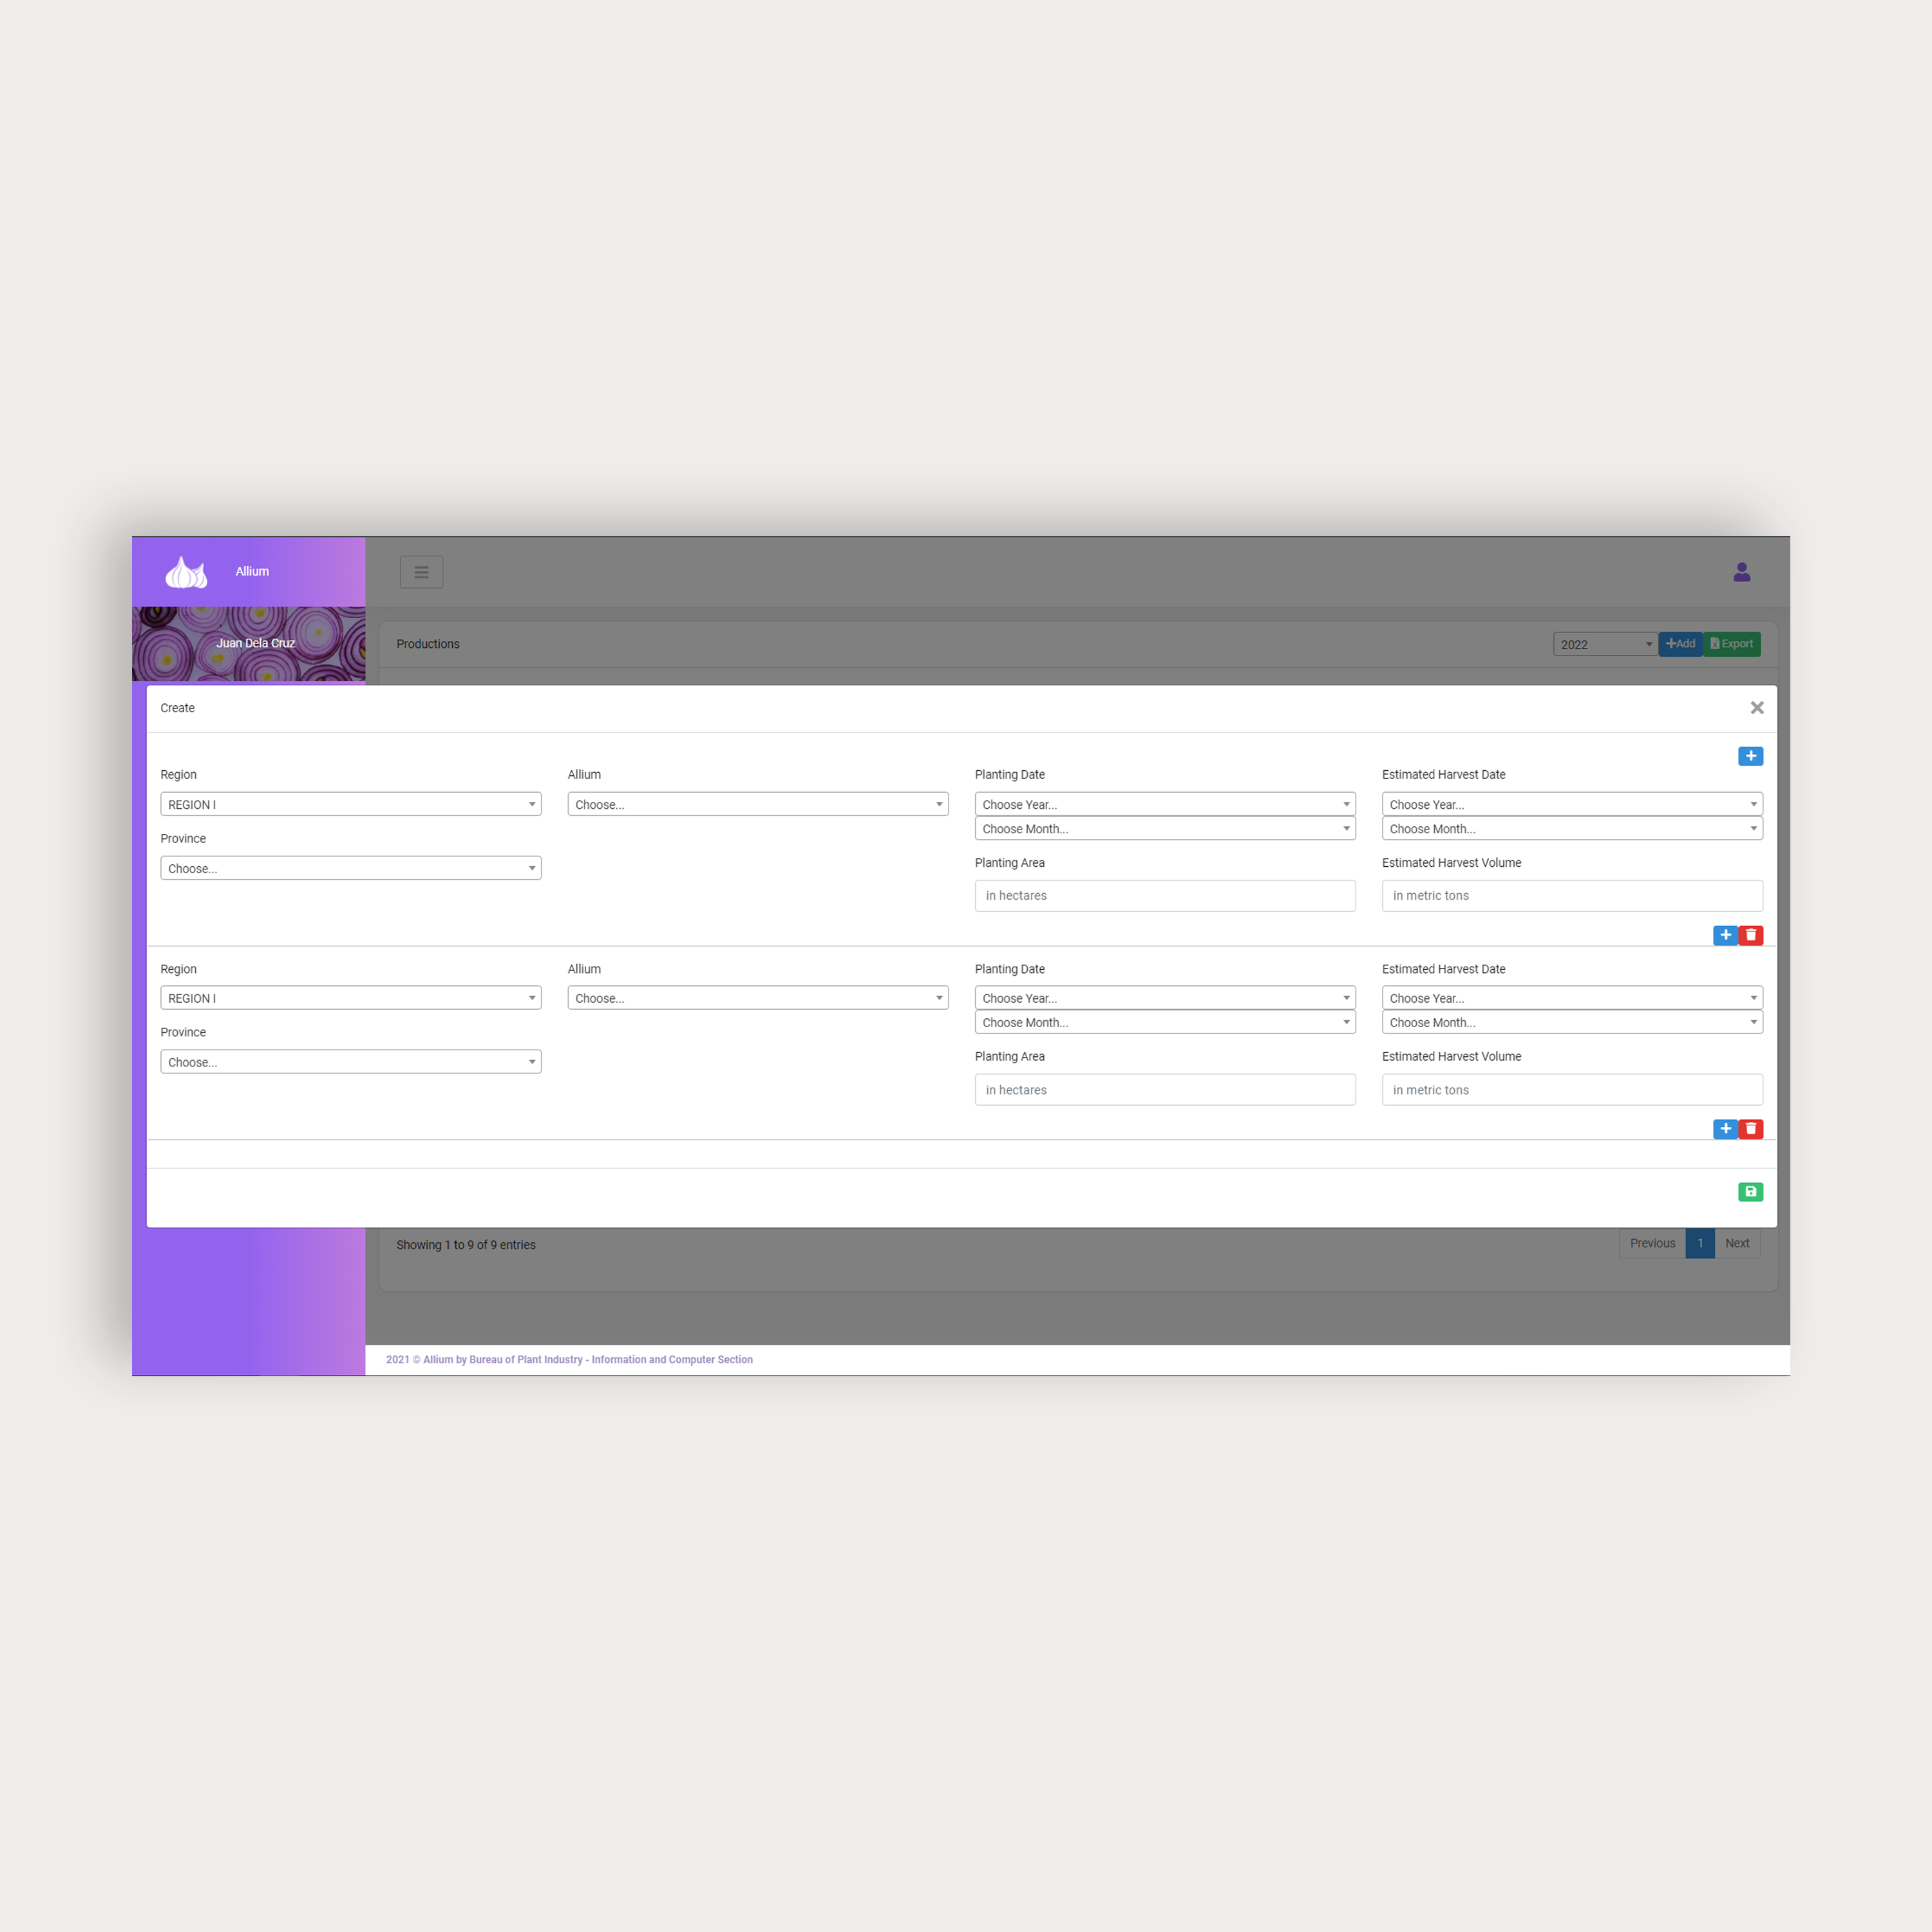 Allium
Juan Dela Cruz
Productions
2022
Add
Export
Create
Region
Allium
Planting Date
Estimated Harvest Date
REGION I
Choose...
Choose Year...
Choose Year...
Choose Month...
Choose Month...
Province
Planting Area
Estimated Harvest Volume
Choose...
in hectares
in metric tons
Region
Allium
Planting Date
Estimated Harvest Date
REGION I
Choose...
Choose Year...
Choose Year...
Choose Month...
Choose Month...
Province
Planting Area
Estimated Harvest Volume
Choose...
in hectares
in metric tons
Showing 1 to 9 of 9 entries
Previous
1
Next
2021 © Allium by Bureau of Plant Industry - Information and Computer Section